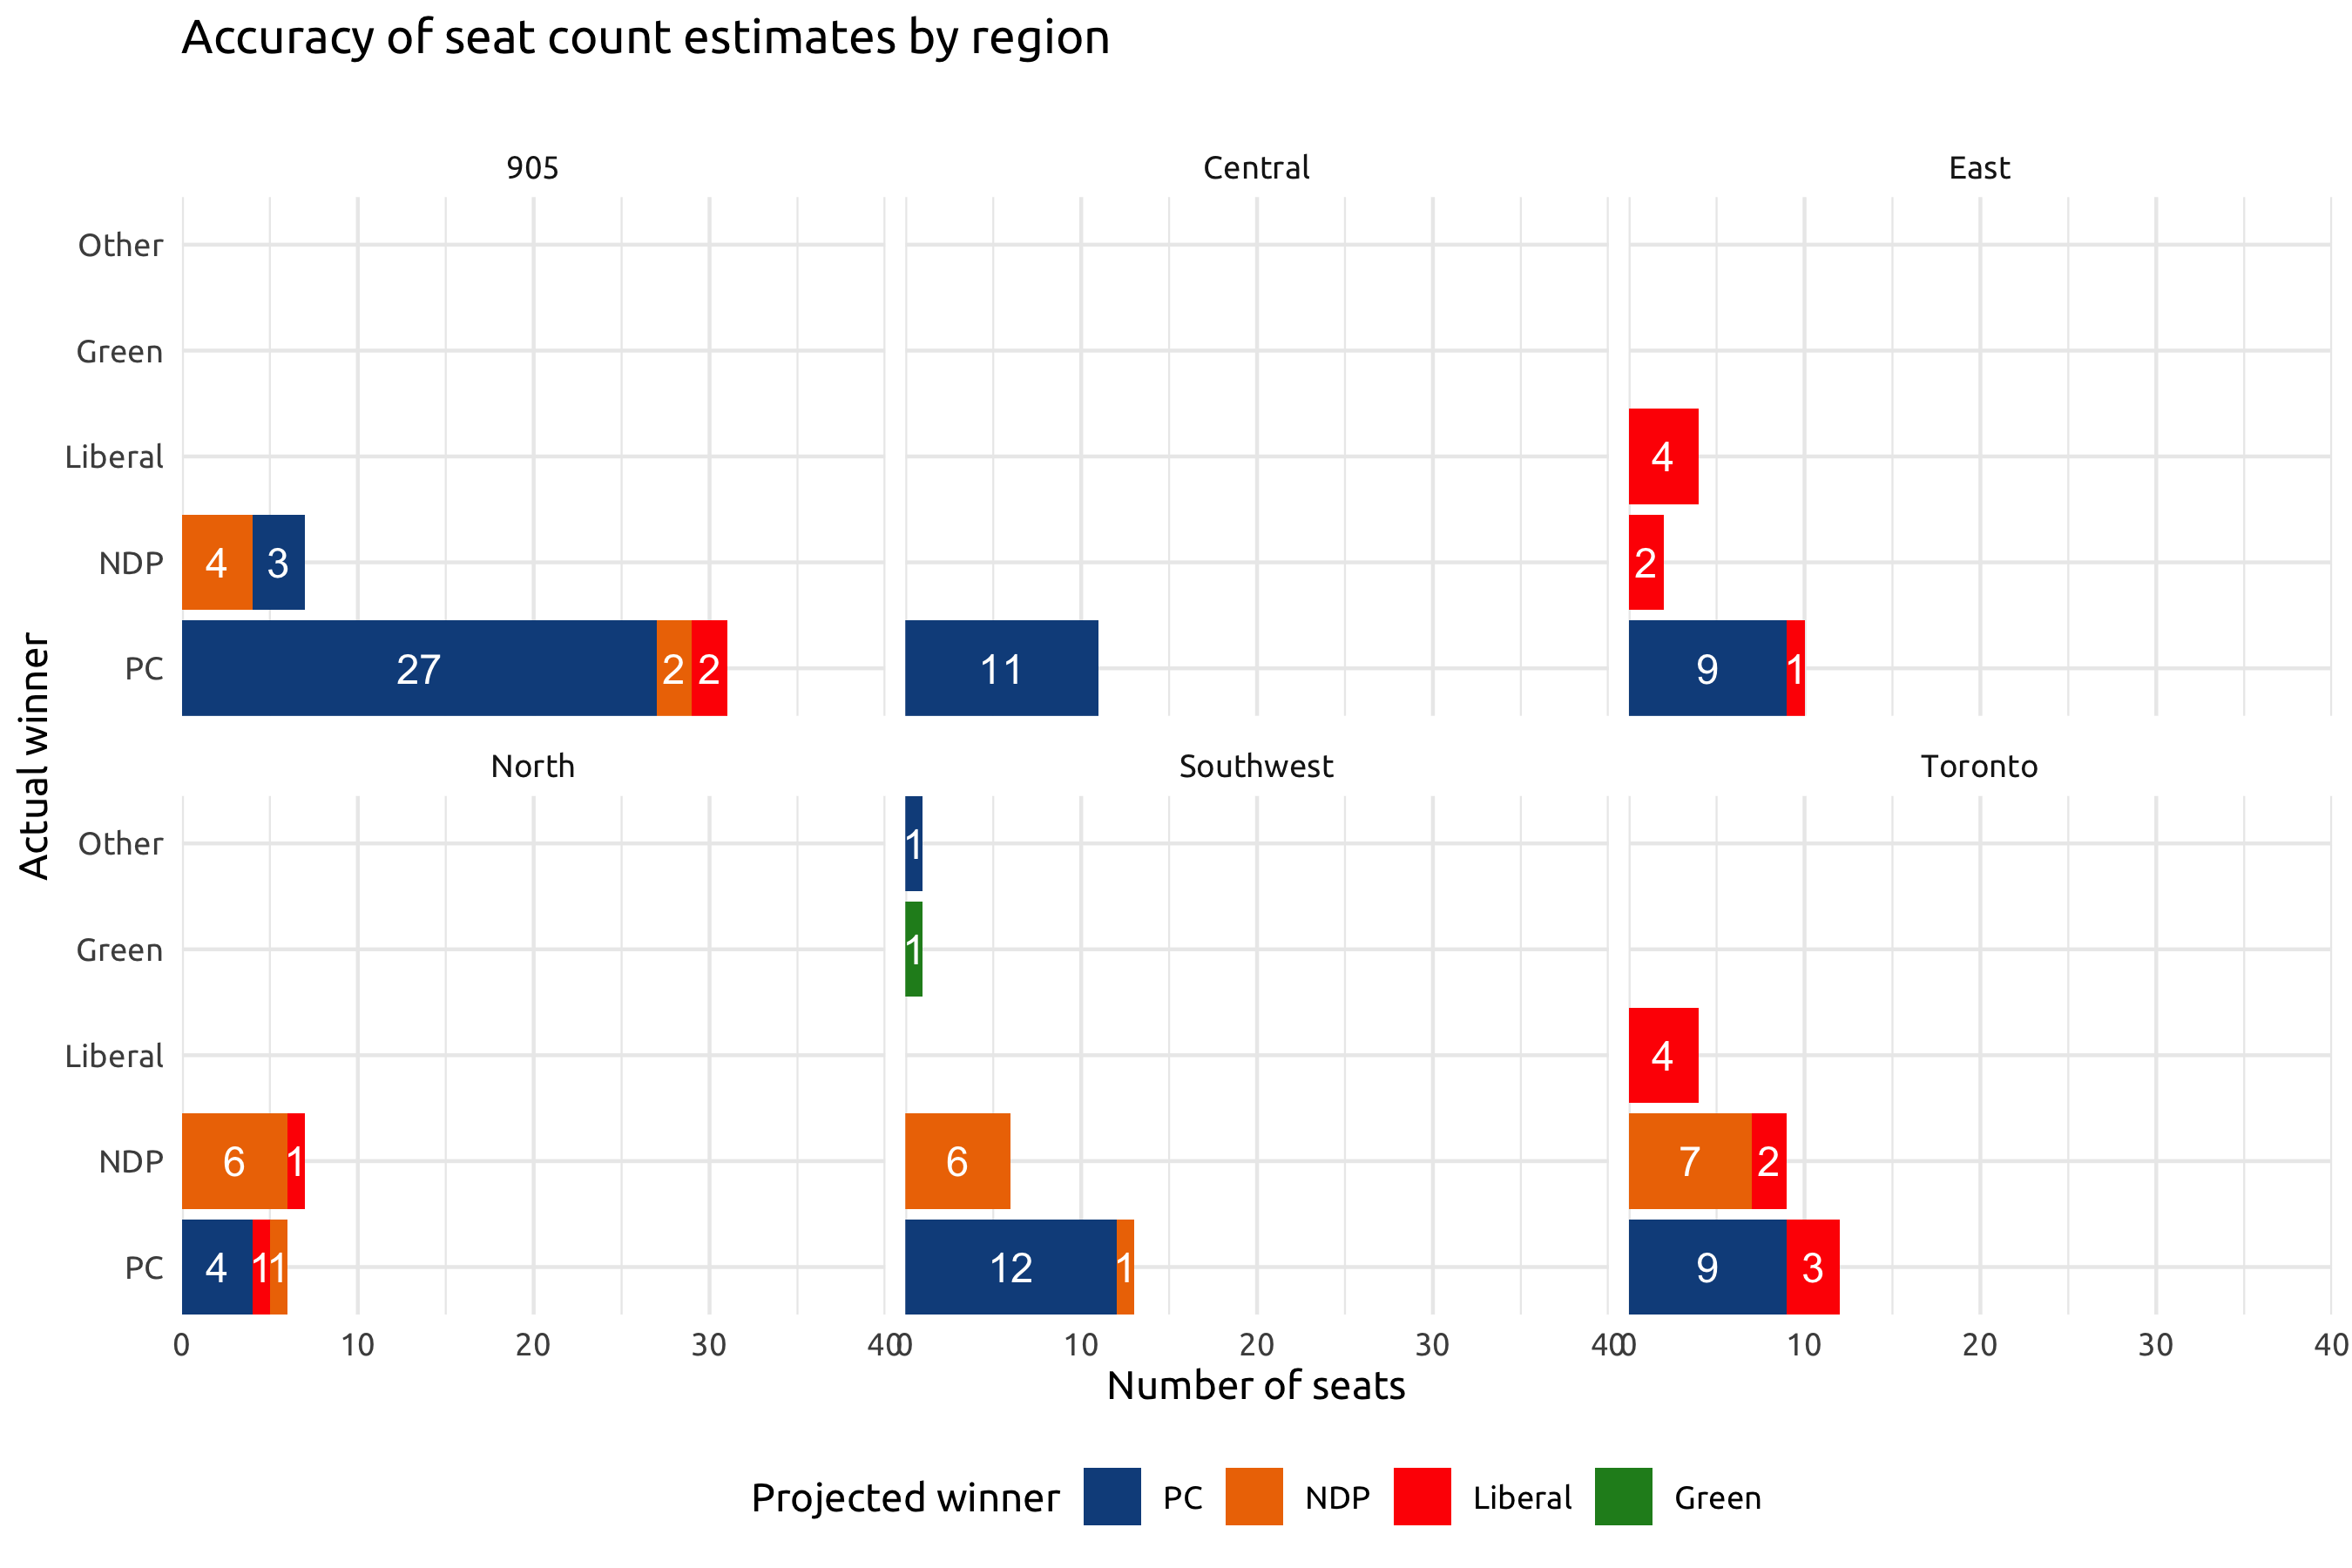 Accuracy of seat count estimates by region
905 Central East
Other
Green
Liberal 4
NDP 4 3 2
PC 27 2 2 11 9 1
North Southwest Toronto
Other 1
Green 1
Liberal 4
NDP 6 1 6 7 2
PC 4 1 1 12 1 9 3
0 10 20 30 40 0 10 20 30 40 0 10 20 30 40
Actual winner
Number of seats
Projected winner PC NDP Liberal Green